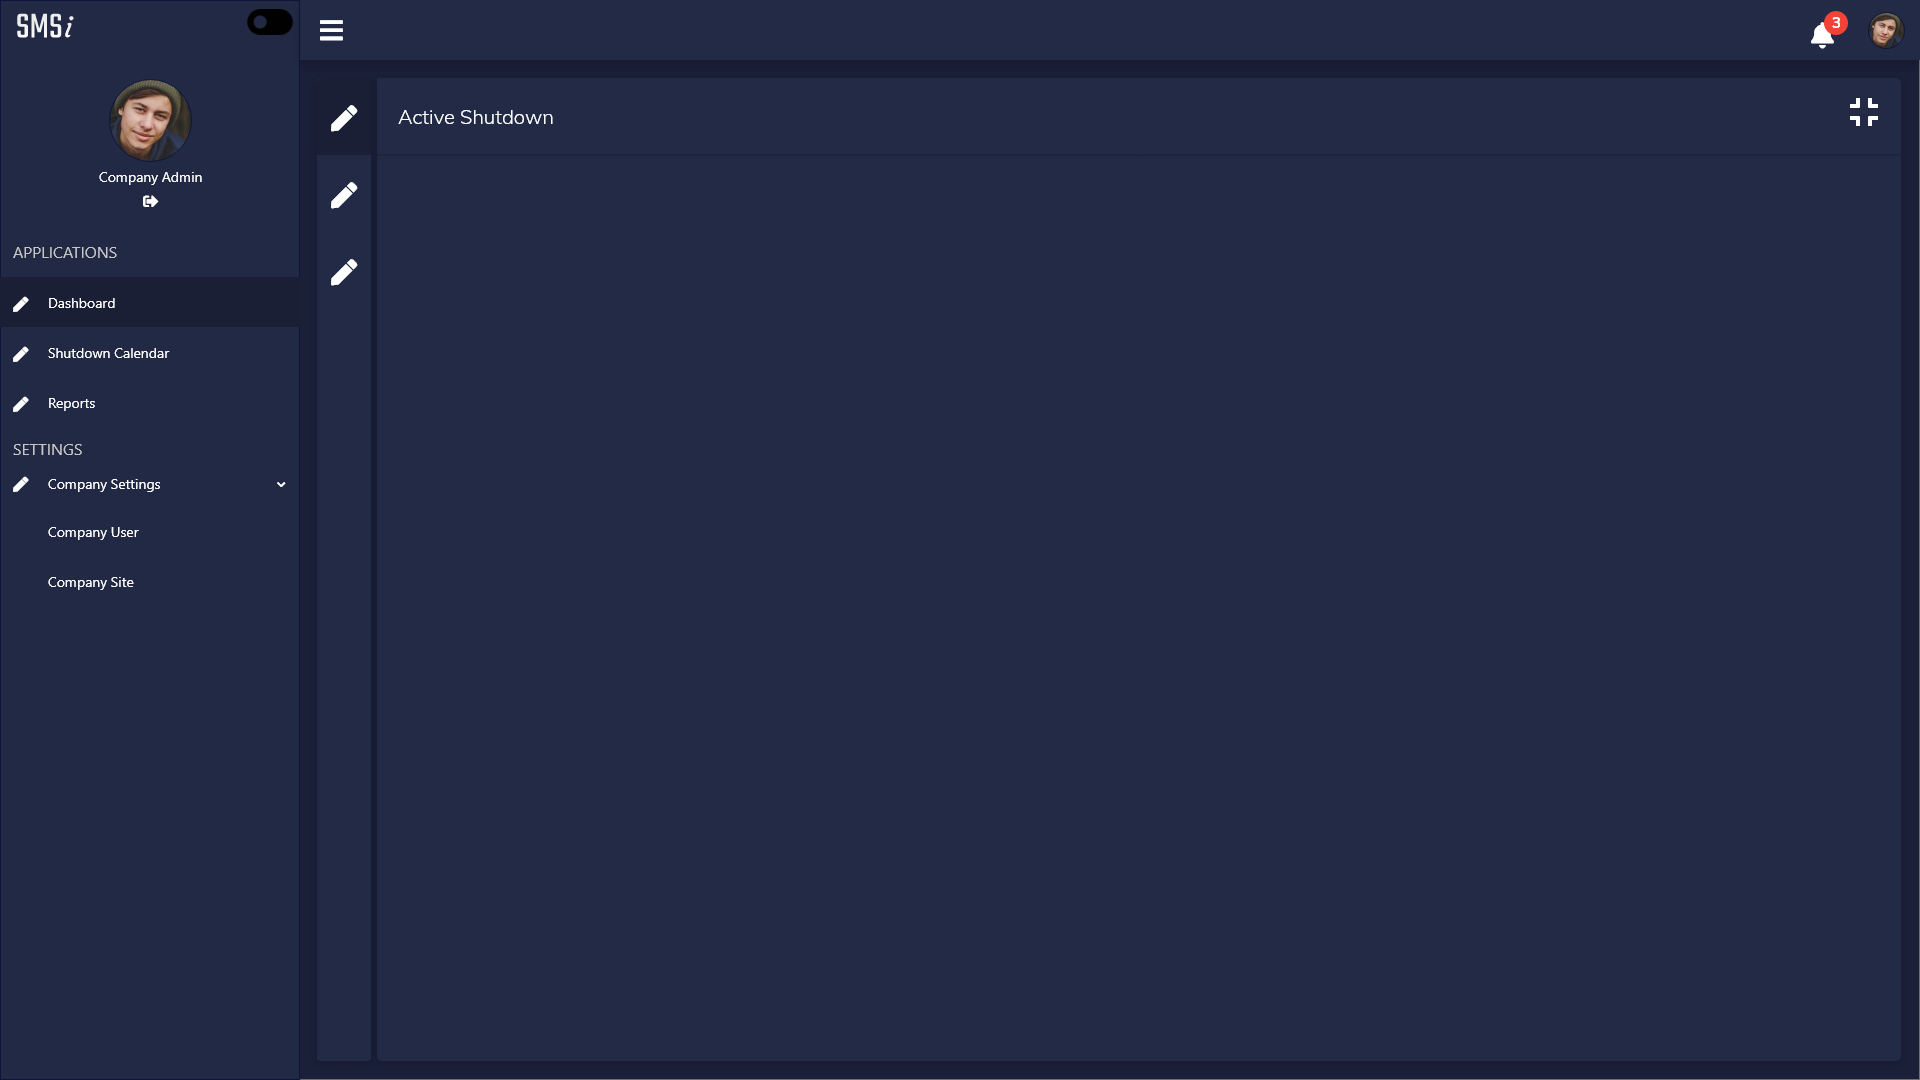 SMSi
3
Active Shutdown
Company Admin
APPLICATIONS
Dashboard
Shutdown Calendar
Reports
SETTINGS
Company Settings
Company User
Company Site